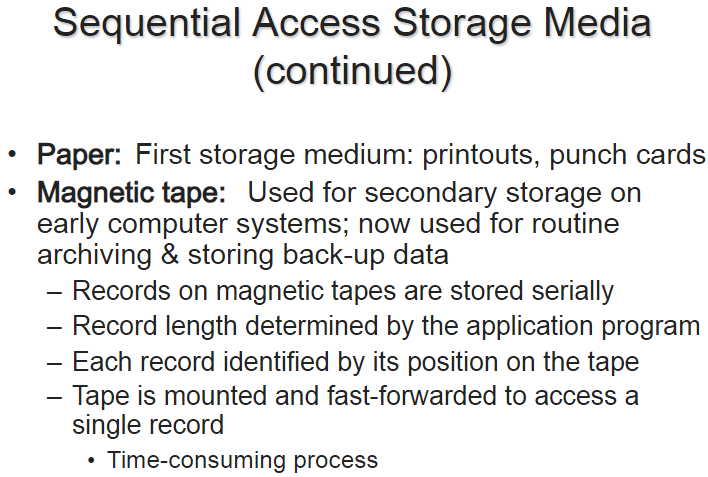 Sequential Access Storage Media
(continued)
• Paper: First storage medium: printouts, punch cards
• Magnetic tape: Used for secondary storage on
early computer systems; now used for routine
archiving & storing back-up data
– Records on magnetic tapes are stored serially
– Record length determined by the application program
– Each record identified by its position on the tape
– Tape is mounted and fast-forwarded to access a
single record
• Time-consuming process